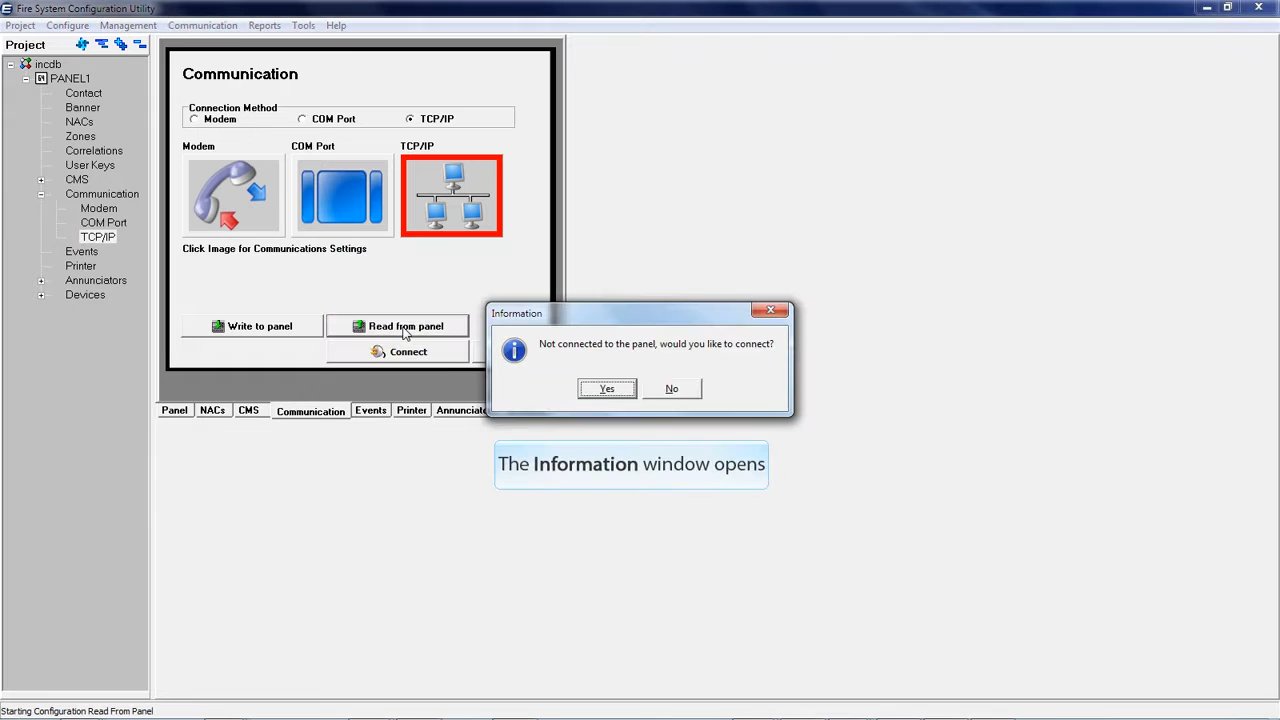 Fire System Configuration Utility
Project Configure Management Communication Reports Tools Help
Project
incdb
PANEL1
Contact
Banner
NACs
Zones
Correlations
User Keys
CMS
Communication
Modem
COM Port
TCP/IP
Events
Printer
Annunciators
Devices
Communication
Connection Method
Modem COM Port TCP/IP
Modem COM Port TCP/IP
Click Image for Communications Settings
Write to panel Read from panel
Connect
Panel NACs CMS Communication Events Printer Annunciato
Information
Not connected to the panel, would you like to connect?
Yes No
The Information window opens
Starting Configuration Read From Panel